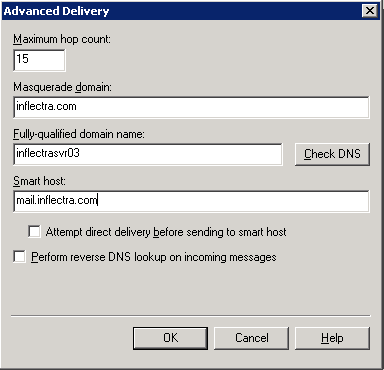 Advanced Delivery
Maximum hop count:
15
Masquerade domain:
inflectra.com
Fully-qualified domain name:
inflectrasvr03
Check DNS
Smart host:
mail.inflectra.com
Attempt direct delivery before sending to smart host
Perform reverse DNS lookup on incoming messages
OK
Cancel
Help